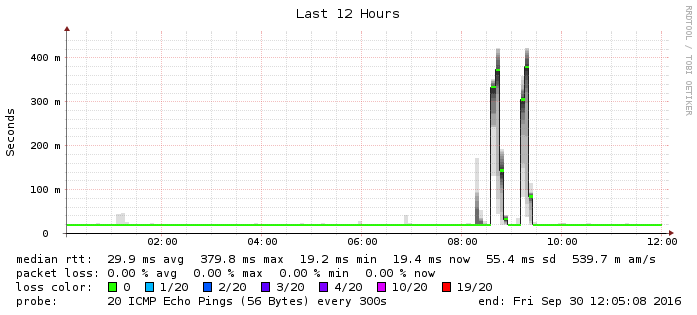 Last 12 Hours
RRDTOOL / TOBI OETIKER
Seconds
400 m
300 m
200 m
100 m
0
02:00 04:00 06:00 08:00 10:00 12:00
median rtt: 29.9 ms avg 379.8 ms max 19.2 ms min 19.4 ms now 55.4 ms sd 539.7 m am/s
packet loss: 0.00 % avg 0.00 % max 0.00 % min 0.00 % now
loss color: 0 1/20 2/20 3/20 4/20 10/20 19/20
probe: 20 ICMP Echo Pings (56 Bytes) every 300s end: Fri Sep 30 12:05:08 2016